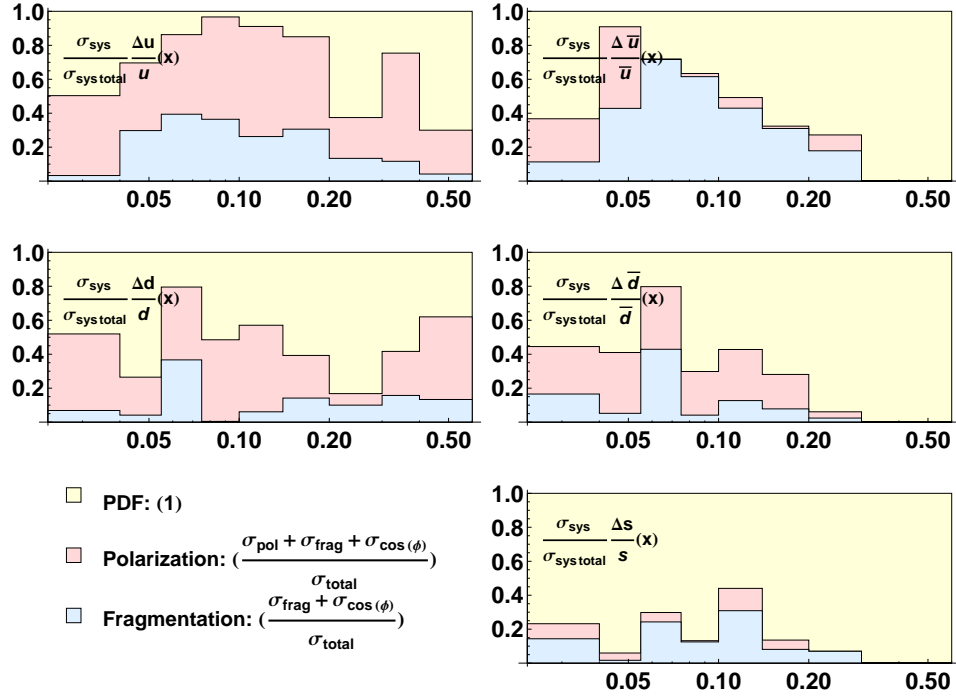 1.0
0.8
0.6
0.4
0.2
0.05 0.10 0.20 0.50
σsys/σsys total Δu/u (x)
1.0
0.8
0.6
0.4
0.2
0.05 0.10 0.20 0.50
σsys/σsys total Δu̅/u̅ (x)
1.0
0.8
0.6
0.4
0.2
0.05 0.10 0.20 0.50
σsys/σsys total Δd/d (x)
1.0
0.8
0.6
0.4
0.2
0.05 0.10 0.20 0.50
σsys/σsys total Δd̅/d̅ (x)
PDF: (1)
Polarization: (σpol + σfrag + σcos(ϕ)/σtotal)
Fragmentation: (σfrag + σcos(ϕ)/σtotal)
1.0
0.8
0.6
0.4
0.2
0.05 0.10 0.20 0.50
σsys/σsys total Δs/s (x)